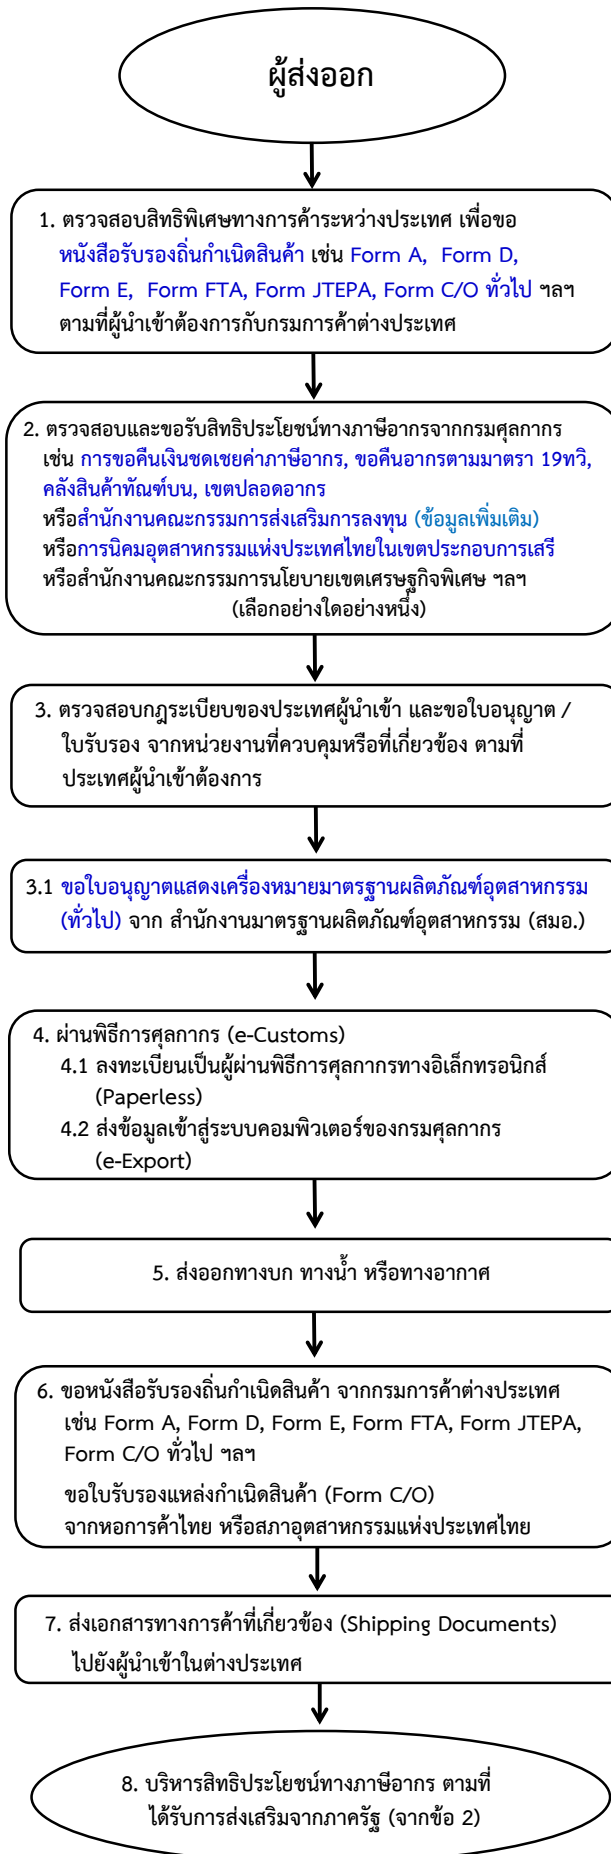 ผู้ส่งออก
1. ตรวจสอบสิทธิพิเศษทางการค้าระหว่างประเทศ เพื่อขอ
หนังสือรับรองถิ่นกำเนิดสินค้า เช่น Form A, Form D,
Form E, Form FTA, Form JTEPA, Form C/O ทั่วไป ฯลฯ
ตามที่ผู้นำเข้าต้องการกับกรมการค้าต่างประเทศ
2. ตรวจสอบและขอรับสิทธิประโยชน์ทางภาษีอากรจากกรมศุลกากร
เช่น การขอคืนเงินชดเชยค่าภาษีอากร, ขอคืนอากรตามมาตรา 19ทวิ,
คลังสินค้าทัณฑ์บน, เขตปลอดอากร
หรือสำนักงานคณะกรรมการส่งเสริมการลงทุน (ข้อมูลเพิ่มเติม)
หรือการนิคมอุตสาหกรรมแห่งประเทศไทยในเขตประกอบการเสรี
หรือสำนักงานคณะกรรมการนโยบายเขตเศรษฐกิจพิเศษ ฯลฯ
(เลือกอย่างใดอย่างหนึ่ง)
3. ตรวจสอบกฎระเบียบของประเทศผู้นำเข้า และขอใบอนุญาต /
ใบรับรอง จากหน่วยงานที่ควบคุมหรือที่เกี่ยวข้อง ตามที่
ประเทศผู้นำเข้าต้องการ
3.1 ขอใบอนุญาตแสดงเครื่องหมายมาตรฐานผลิตภัณฑ์อุตสาหกรรม
(ทั่วไป) จาก สำนักงานมาตรฐานผลิตภัณฑ์อุตสาหกรรม (สมอ.)
4. ผ่านพิธีการศุลกากร (e-Customs)
4.1 ลงทะเบียนเป็นผู้ผ่านพิธีการศุลกากรทางอิเล็กทรอนิกส์
(Paperless)
4.2 ส่งข้อมูลเข้าสู่ระบบคอมพิวเตอร์ของกรมศุลกากร
(e-Export)
5. ส่งออกทางบก ทางน้ำ หรือทางอากาศ
6. ขอหนังสือรับรองถิ่นกำเนิดสินค้า จากกรมการค้าต่างประเทศ
เช่น Form A, Form D, Form E, Form FTA, Form JTEPA,
Form C/O ทั่วไป ฯลฯ
ขอใบรับรองแหล่งกำเนิดสินค้า (Form C/O)
จากหอการค้าไทย หรือสภาอุตสาหกรรมแห่งประเทศไทย
7. ส่งเอกสารทางการค้าที่เกี่ยวข้อง (Shipping Documents)
ไปยังผู้นำเข้าในต่างประเทศ
8. บริหารสิทธิประโยชน์ทางภาษีอากร ตามที่
ได้รับการส่งเสริมจากภาครัฐ (จากข้อ 2)